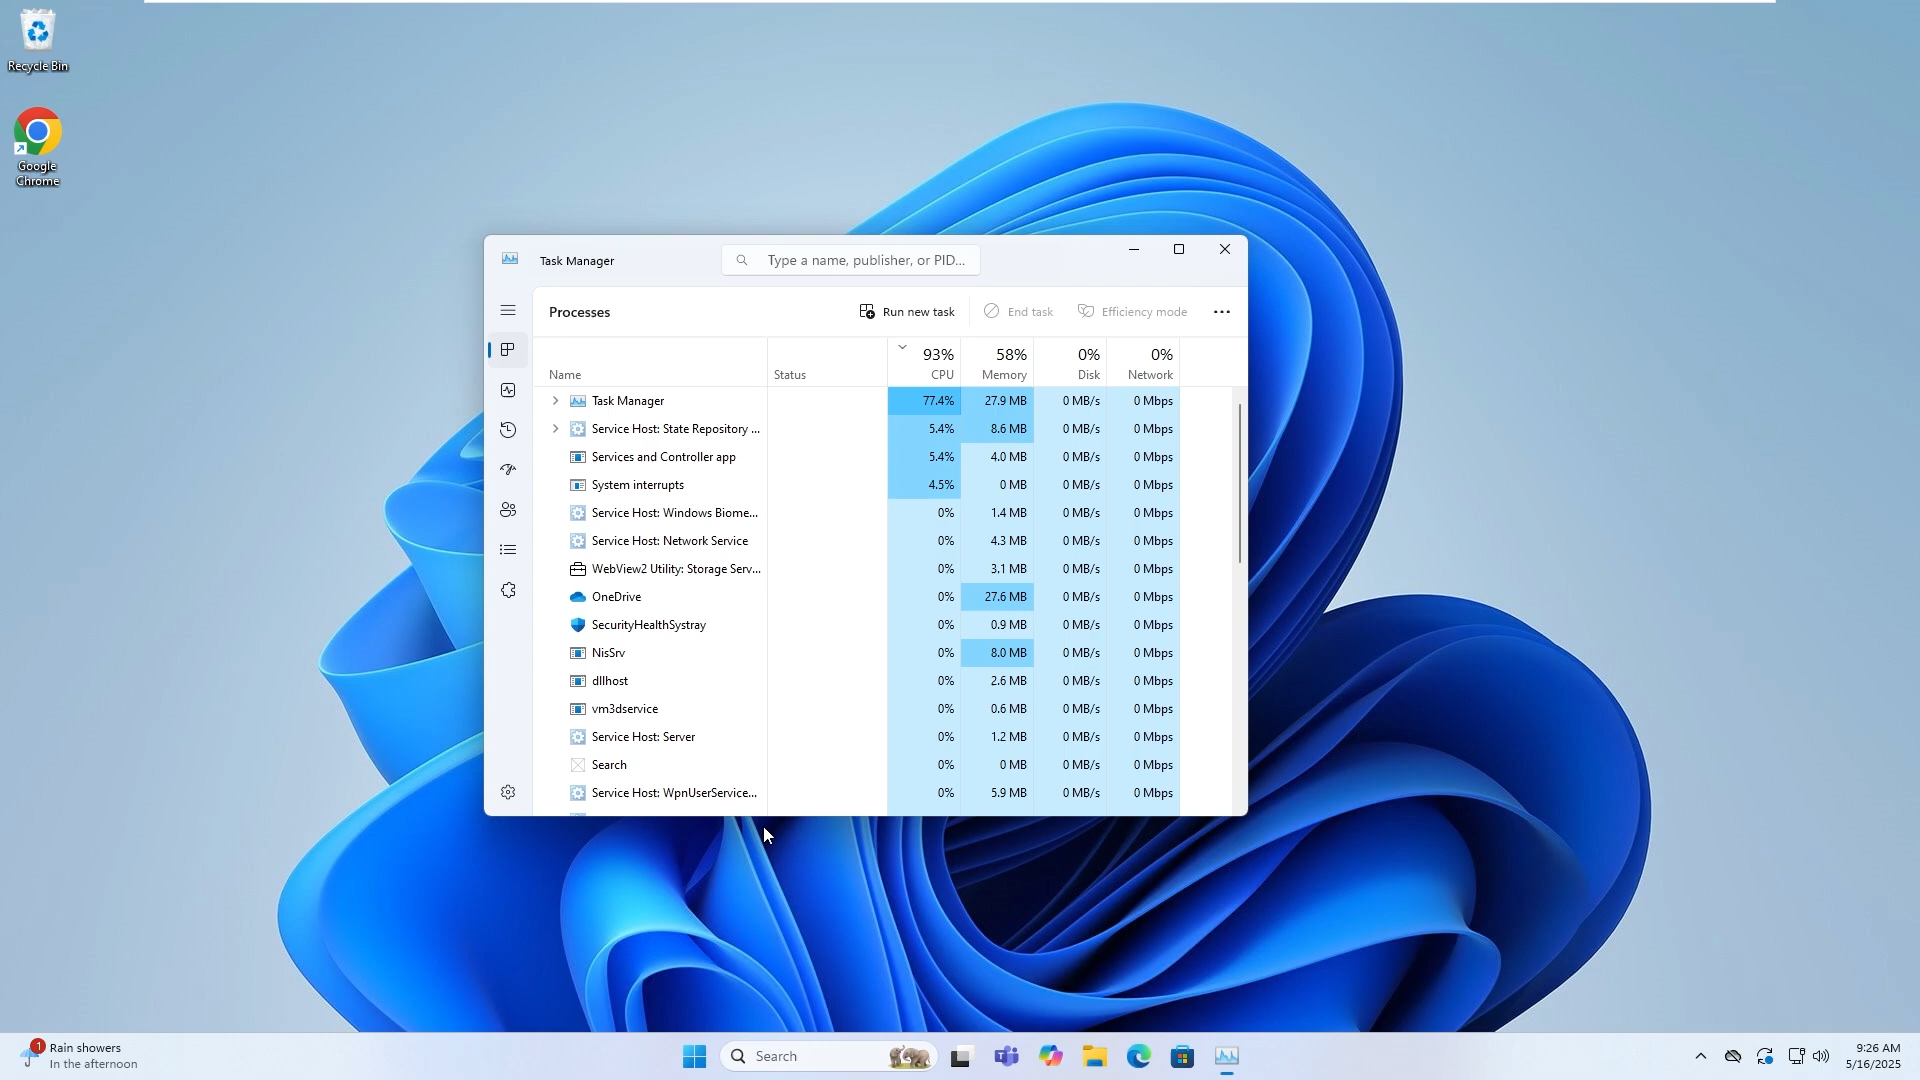 Recycle Bin
Google
Chrome
Task Manager
Type a name, publisher, or PID...
Processes
Run new task
End task
Efficiency mode
93%
58%
0%
0%
Name
Status
CPU
Memory
Disk
Network
Task Manager 77.4% 27.9 MB 0 MB/s 0 Mbps
Service Host: State Repository ... 5.4% 8.6 MB 0 MB/s 0 Mbps
Services and Controller app 5.4% 4.0 MB 0 MB/s 0 Mbps
System interrupts 4.5% 0 MB 0 MB/s 0 Mbps
Service Host: Windows Biome... 0% 1.4 MB 0 MB/s 0 Mbps
Service Host: Network Service 0% 4.3 MB 0 MB/s 0 Mbps
WebView2 Utility: Storage Serv... 0% 3.1 MB 0 MB/s 0 Mbps
OneDrive 0% 27.6 MB 0 MB/s 0 Mbps
SecurityHealthSystray 0% 0.9 MB 0 MB/s 0 Mbps
NisSrv 0% 8.0 MB 0 MB/s 0 Mbps
dllhost 0% 2.6 MB 0 MB/s 0 Mbps
vm3dservice 0% 0.6 MB 0 MB/s 0 Mbps
Service Host: Server 0% 1.2 MB 0 MB/s 0 Mbps
Search 0% 0 MB 0 MB/s 0 Mbps
Service Host: WpnUserService... 0% 5.9 MB 0 MB/s 0 Mbps
1
Rain showers
In the afternoon
Search
9:26 AM
5/16/2025